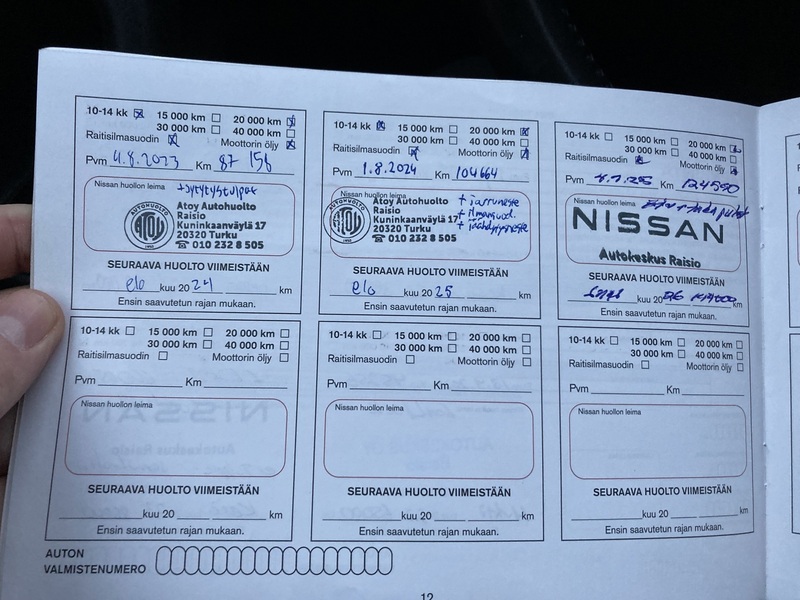 10-14 kk ☒ 15 000 km ☐ 20 000 km ☒
30 000 km ☐ 40 000 km ☐
Raitisilmasuodin ☒ Moottorin öljy ☒
Pvm 4.8.2023 Km 87 156
Nissan huollon leima + sytytystulpat
AUTOHUOLTO ATOY
Atoy Autohuolto
Raisio
Kuninkaanväylä 17
20320 Turku
☎ 010 232 8 505
SEURAAVA HUOLTO VIIMEISTÄÄN
elo kuu 2024 km
Ensin saavutetun rajan mukaan.
10-14 kk ☒ 15 000 km ☐ 20 000 km ☒
30 000 km ☐ 40 000 km ☐
Raitisilmasuodin ☒ Moottorin öljy ☒
Pvm 1.8.2024 Km 104664
Nissan huollon leima
AUTOHUOLTO ATOY
Atoy Autohuolto + jarruneste
Raisio + ilmansuod.
Kuninkaanväylä 17 + jäähdytysneste
20320 Turku
☎ 010 232 8 505
SEURAAVA HUOLTO VIIMEISTÄÄN
elo kuu 2025 km
Ensin saavutetun rajan mukaan.
10-14 kk ☐ 15 000 km ☐ 20 000 km ☒
30 000 km ☐ 40 000 km ☐
Raitisilmasuodin ☒ Moottorin öljy ☒
Pvm Km
Nissan huollon leima
NISSAN
Autokeskus Raisio
SEURAAVA HUOLTO VIIMEISTÄÄN
kuu 2026 km
Ensin saavutetun rajan mukaan.
10-14 kk ☐ 15 000 km ☐ 20 000 km ☐
30 000 km ☐ 40 000 km ☐
Raitisilmasuodin ☐ Moottorin öljy ☐
Pvm Km
Nissan huollon leima
SEURAAVA HUOLTO VIIMEISTÄÄN
kuu 20 km
Ensin saavutetun rajan mukaan.
10-14 kk ☐ 15 000 km ☐ 20 000 km ☐
30 000 km ☐ 40 000 km ☐
Raitisilmasuodin ☐ Moottorin öljy ☐
Pvm Km
Nissan huollon leima
SEURAAVA HUOLTO VIIMEISTÄÄN
kuu 20 km
Ensin saavutetun rajan mukaan.
10-14 kk ☐ 15 000 km ☐ 20 000 km ☐
30 000 km ☐ 40 000 km ☐
Raitisilmasuodin ☐ Moottorin öljy ☐
Pvm Km
Nissan huollon leima
SEURAAVA HUOLTO VIIMEISTÄÄN
kuu 20 km
Ensin saavutetun rajan mukaan.
AUTON
VALMISTENUMERO
12